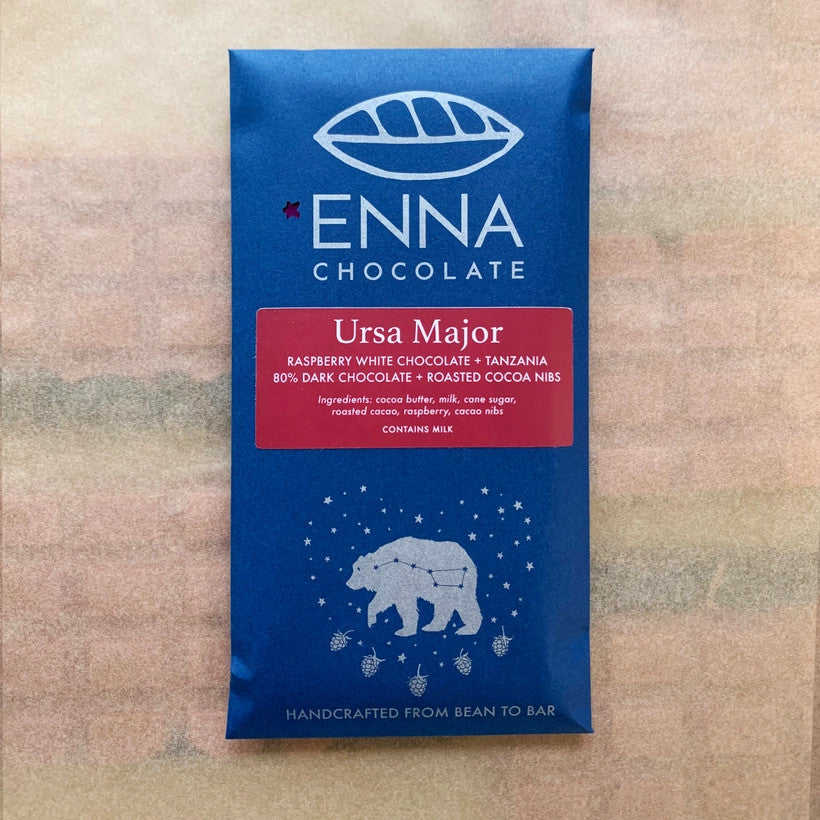 ENNA
CHOCOLATE
Ursa Major
RASPBERRY WHITE CHOCOLATE + TANZANIA
80% DARK CHOCOLATE + ROASTED COCOA NIBS
Ingredients: cocoa butter, milk, cane sugar,
roasted cacao, raspberry, cacao nibs
CONTAINS MILK
HANDCRAFTED FROM BEAN TO BAR